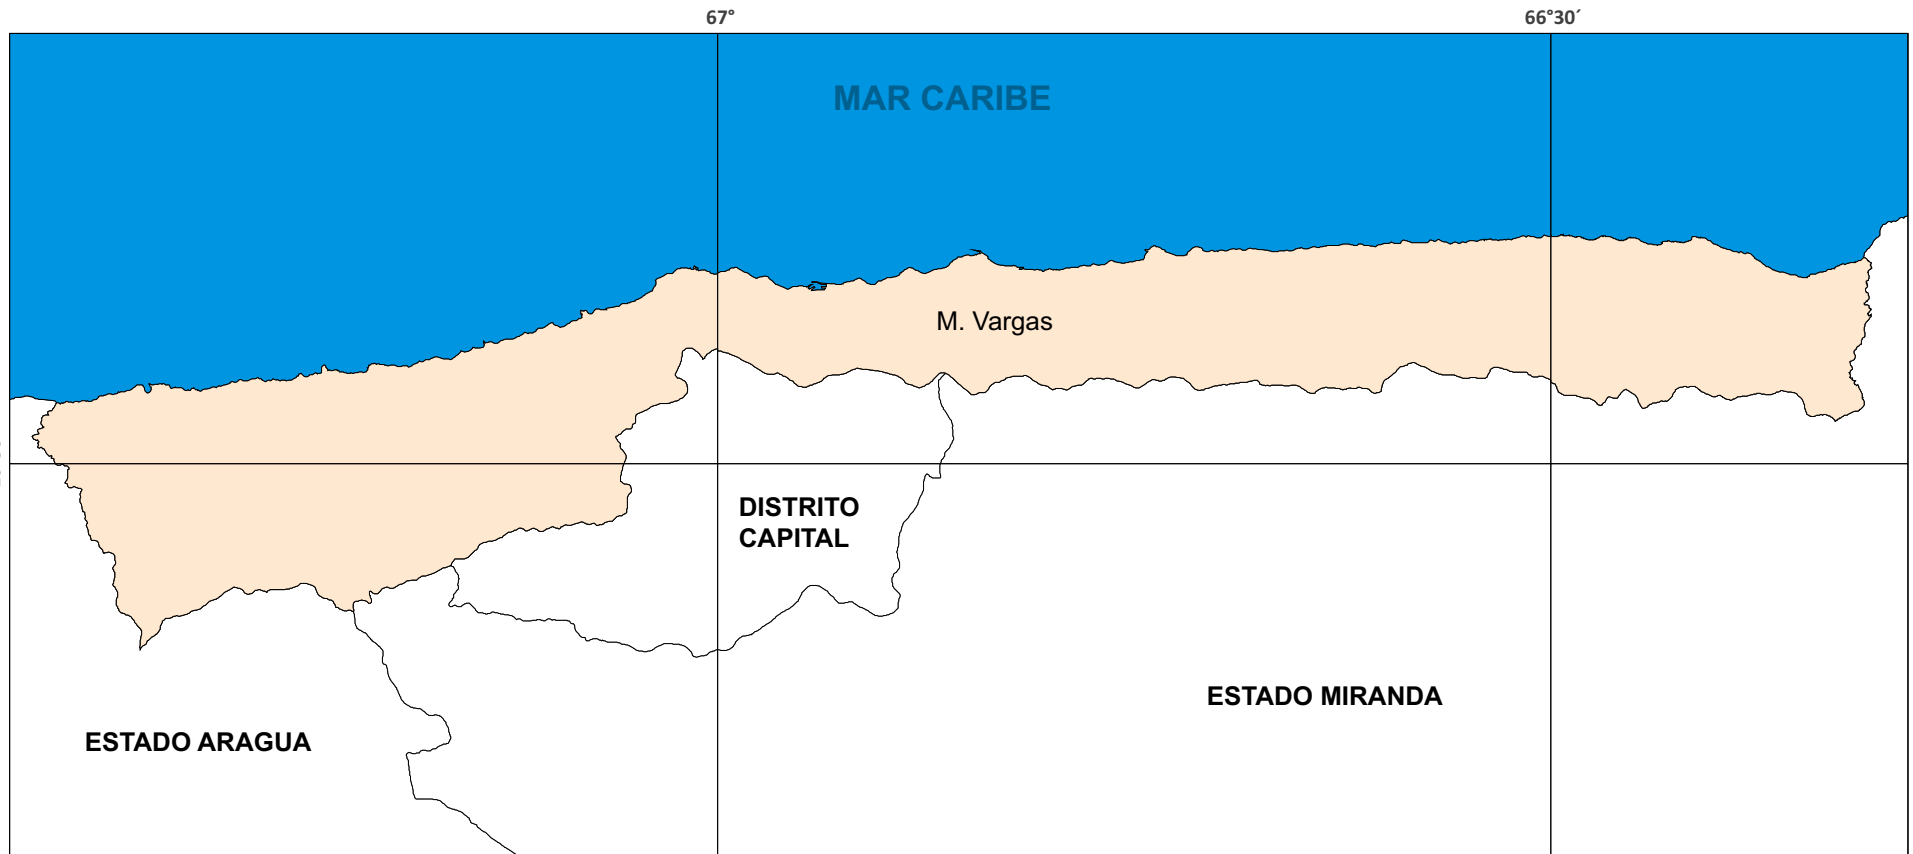 67°
66°30´
MAR CARIBE
M. Vargas
DISTRITO
CAPITAL
ESTADO MIRANDA
ESTADO ARAGUA